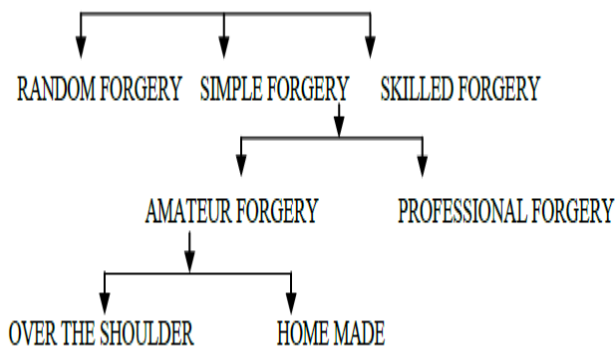 RANDOM FORGERY SIMPLE FORGERY SKILLED FORGERY
AMATEUR FORGERY PROFESSIONAL FORGERY
OVER THE SHOULDER HOME MADE